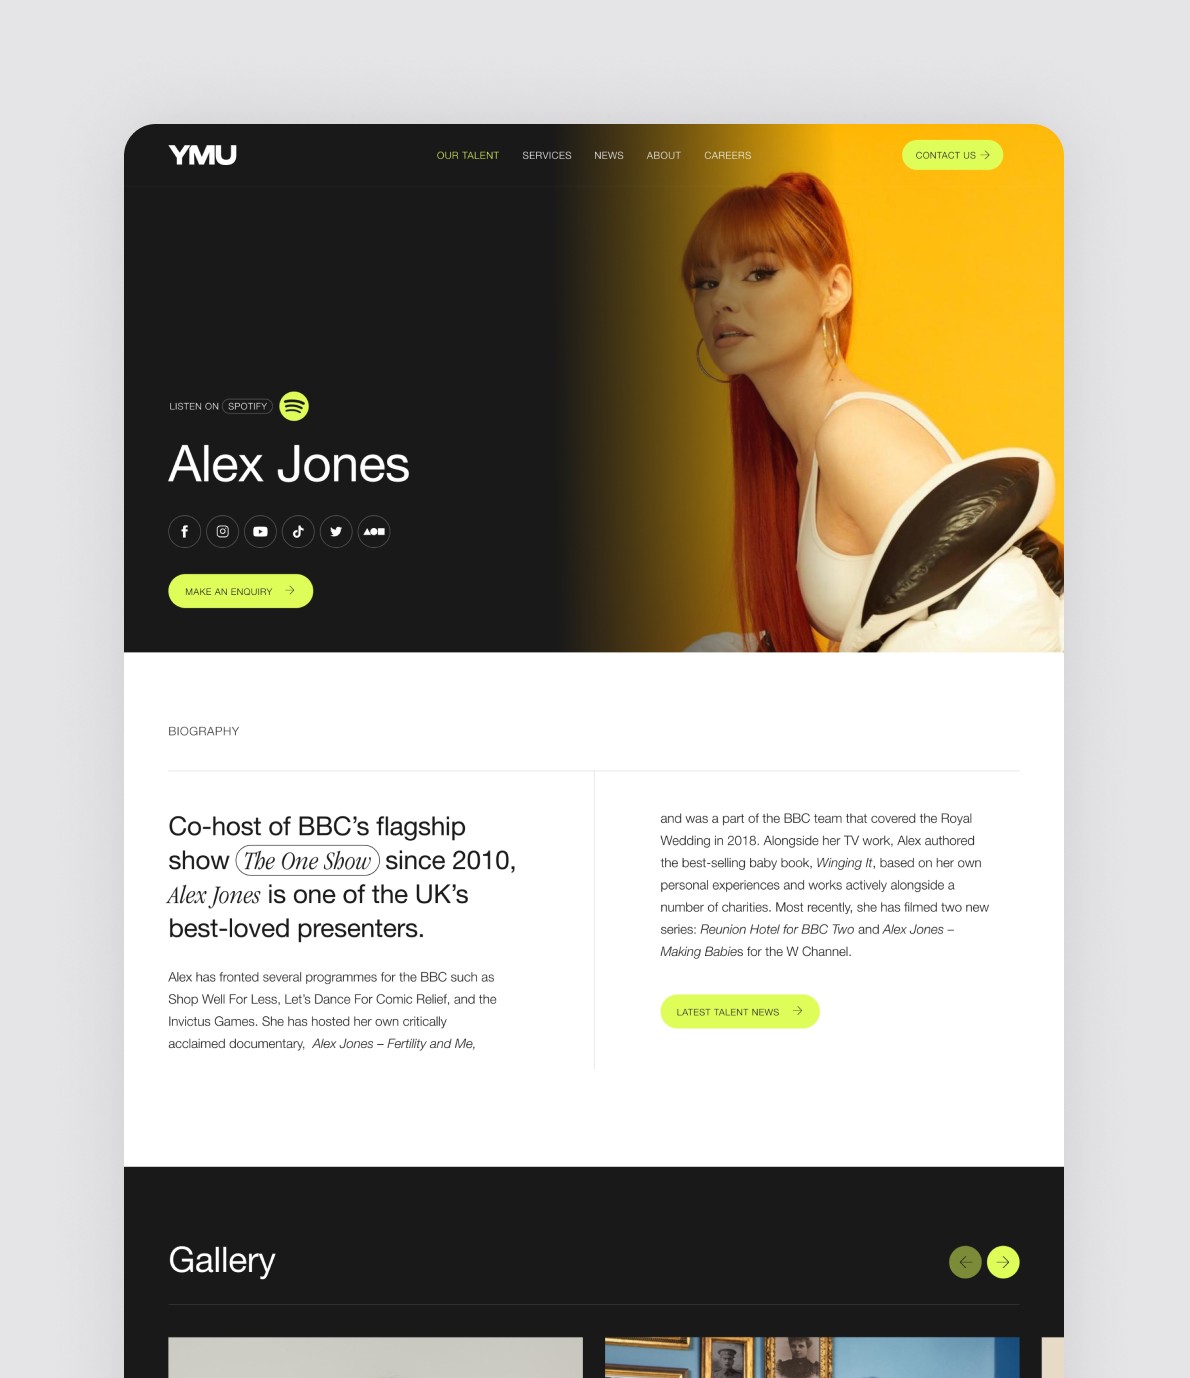 YMU
OUR TALENT SERVICES NEWS ABOUT CAREERS
CONTACT US
LISTEN ON SPOTIFY
Alex Jones
MAKE AN ENQUIRY
BIOGRAPHY
Co-host of BBC’s flagship
show The One Show since 2010,
Alex Jones is one of the UK’s
best-loved presenters.
Alex has fronted several programmes for the BBC such as
Shop Well For Less, Let’s Dance For Comic Relief, and the
Invictus Games. She has hosted her own critically
acclaimed documentary, Alex Jones – Fertility and Me,
and was a part of the BBC team that covered the Royal
Wedding in 2018. Alongside her TV work, Alex authored
the best-selling baby book, Winging It, based on her own
personal experiences and works actively alongside a
number of charities. Most recently, she has filmed two new
series: Reunion Hotel for BBC Two and Alex Jones –
Making Babies for the W Channel.
LATEST TALENT NEWS
Gallery